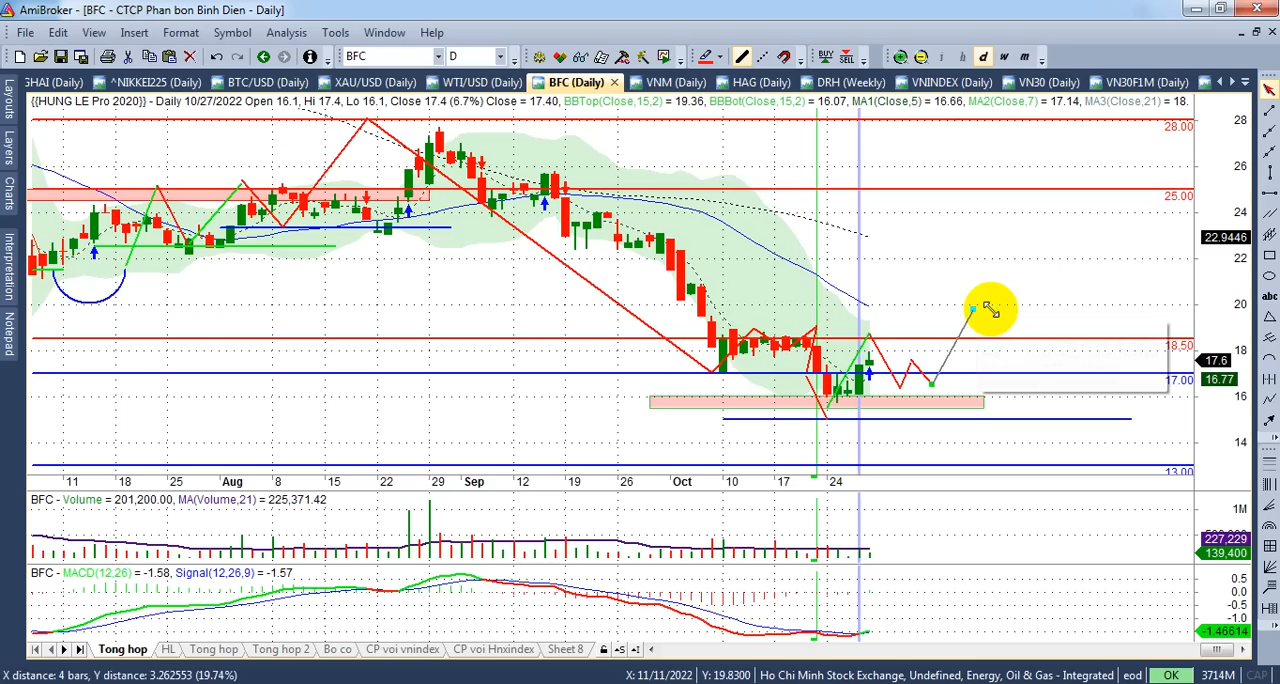 AmiBroker - [BFC - CTCP Phan bon Binh Dien - Daily]
File Edit View Insert Format Symbol Analysis Tools Window Help
BFC D BUY SELL i h d w m
GHAI (Daily) ^NIKKEI225 (Daily) BTC/USD (Daily) XAU/USD (Daily) WTI/USD (Daily) BFC (Daily) VNM (Daily) HAG (Daily) DRH (Weekly) VNINDEX (Daily) VN30 (Daily) VN30F1M (Daily)
{{HUNG LE Pro 2020}} - Daily 10/27/2022 Open 16.1, Hi 17.4, Lo 16.1, Close 17.4 (6.7%) Close = 17.40, BBTop(Close,15,2) = 19.36, BBBot(Close,15,2) = 16.07, MA1(Close,5) = 16.66, MA2(Close,7) = 17.14, MA3(Close,21) = 18.
Layouts
Layers
Charts
Interpretation
Notepad
abc
28.00
25.00
18.50
17.00
13.00
28
26
24
22.9446
22
20
18
17.6
16.77
16
14
11 18 25 Aug 8 15 22 29 Sep 12 19 26 Oct 10 17 24
BFC - Volume = 201,200.00, MA(Volume,21) = 225,371.42
1M
227,229
139,400
BFC - MACD(12,26) = -1.58, Signal(12,26,9) = -1.57
0.5
0.0
-0.5
-1.0
-1.46614
Tong hop HL Tong hop Tong hop 2 Bo co CP voi vnindex CP voi Hnxindex Sheet 8
X distance: 4 bars, Y distance: 3.262553 (19.74%) X: 11/11/2022 Y: 19.8300 Ho Chi Minh Stock Exchange, Undefined, Energy, Oil & Gas - Integrated eod OK 3714M CAP